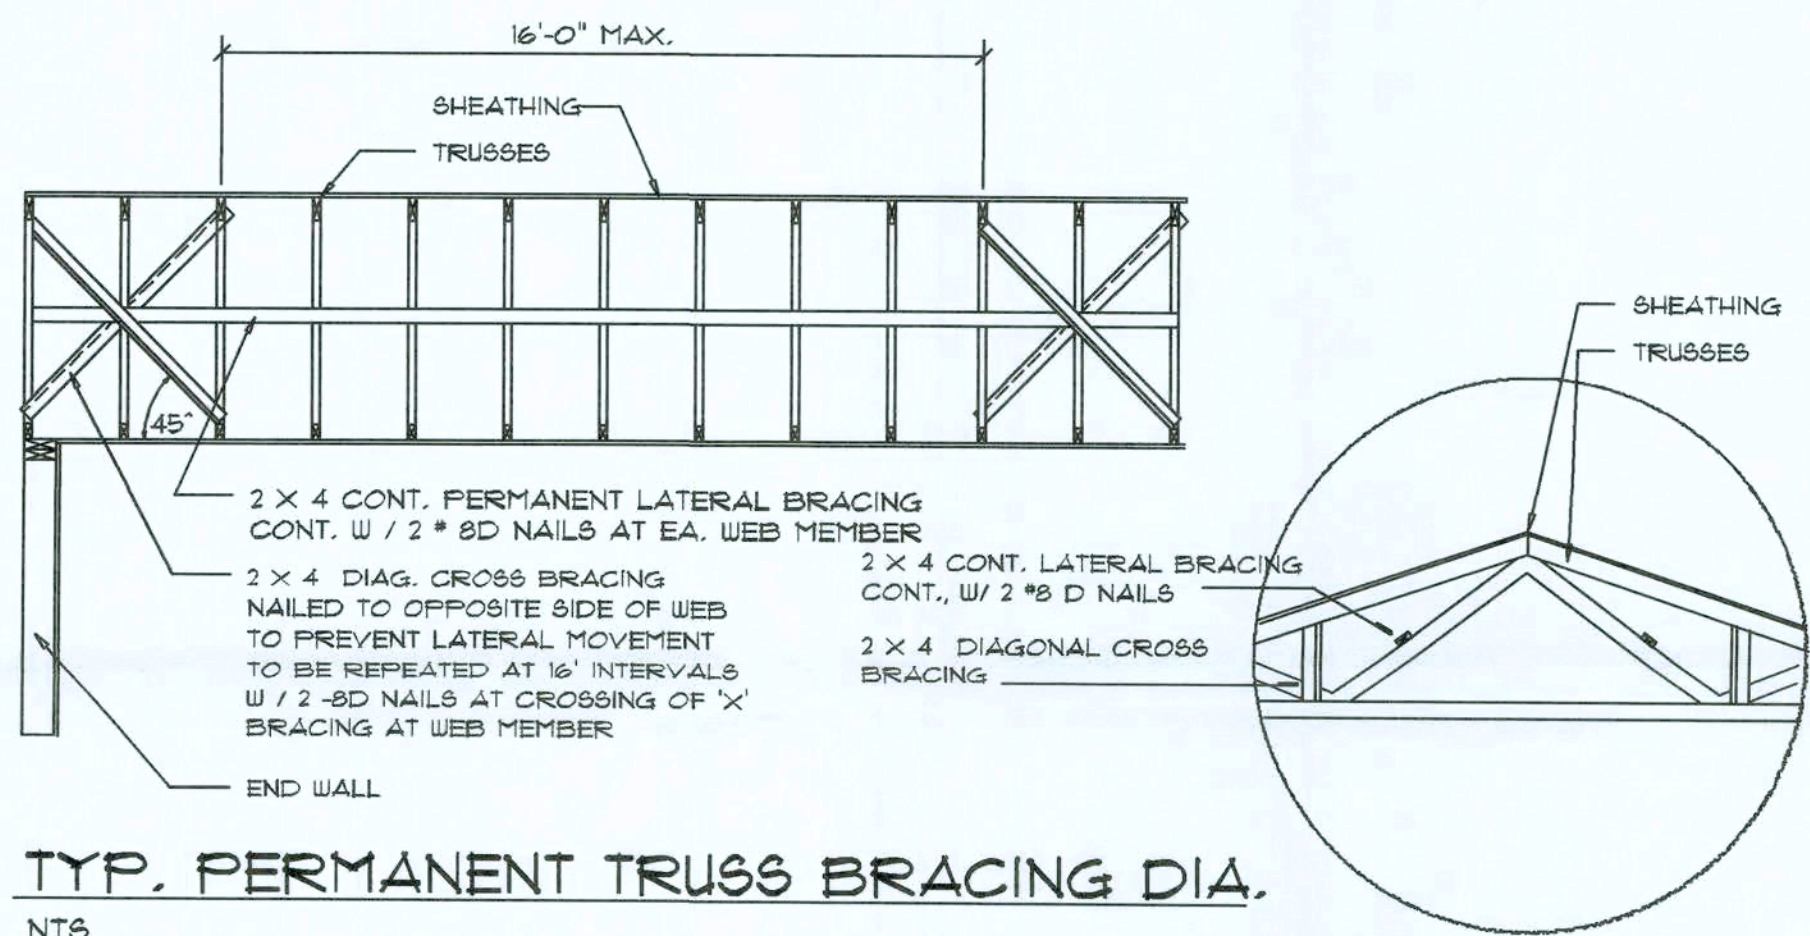 16'-0" MAX.
SHEATHING
TRUSSES
45°
2 X 4 CONT. PERMANENT LATERAL BRACING
CONT. W / 2 # 8D NAILS AT EA. WEB MEMBER
2 X 4 DIAG. CROSS BRACING
NAILED TO OPPOSITE SIDE OF WEB
TO PREVENT LATERAL MOVEMENT
TO BE REPEATED AT 16' INTERVALS
W / 2 -8D NAILS AT CROSSING OF 'X'
BRACING AT WEB MEMBER
END WALL
SHEATHING
TRUSSES
2 X 4 CONT. LATERAL BRACING
CONT., W/ 2 #8 D NAILS
2 X 4 DIAGONAL CROSS
BRACING
TYP. PERMANENT TRUSS BRACING DIA.
NTS